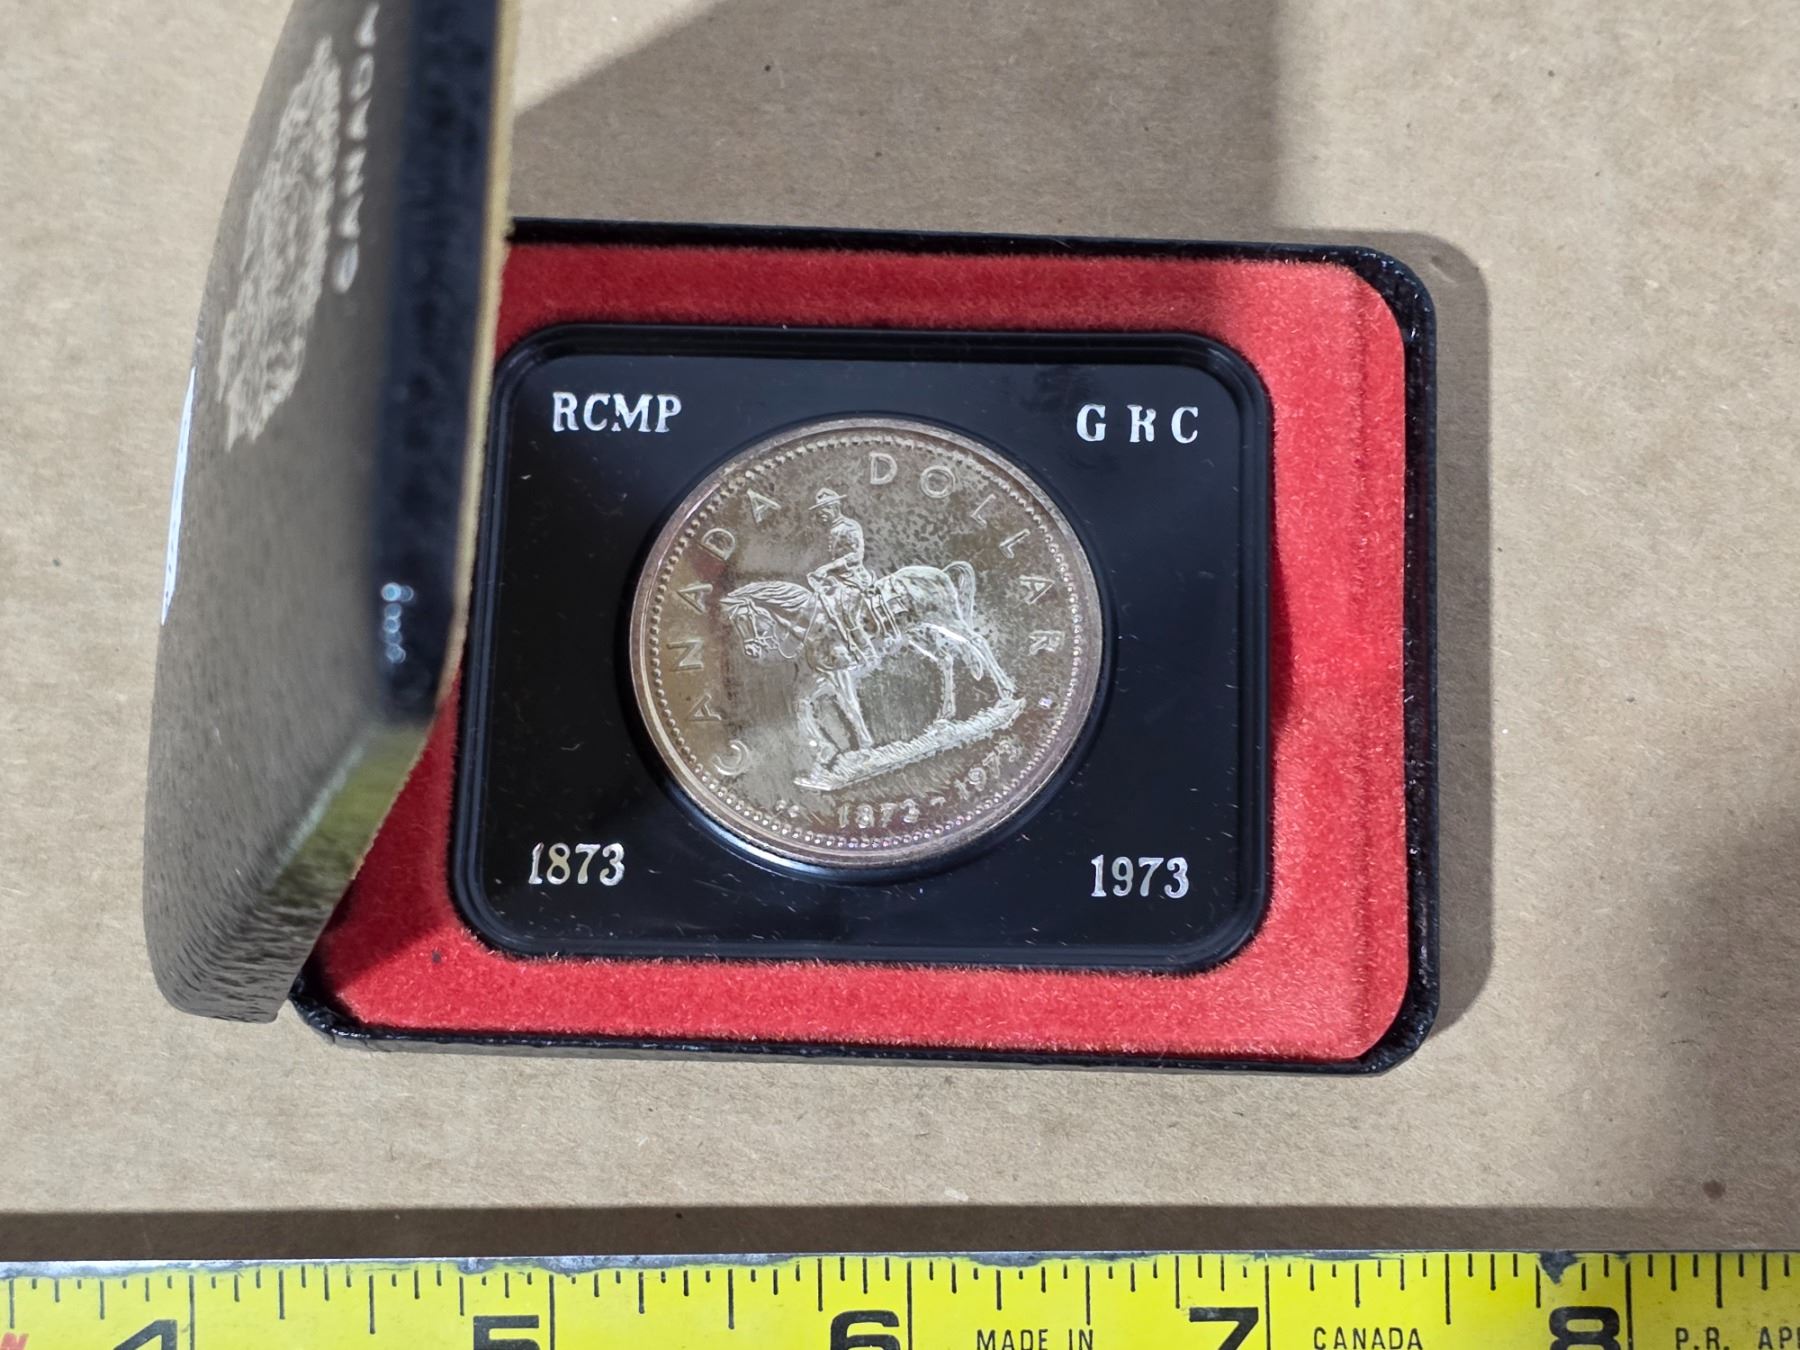 CANADA
RCMP
GRC
CANADA DOLLAR
1873-1973
1873
1973
4 5 6 7 8
MADE IN CANADA
P.R.